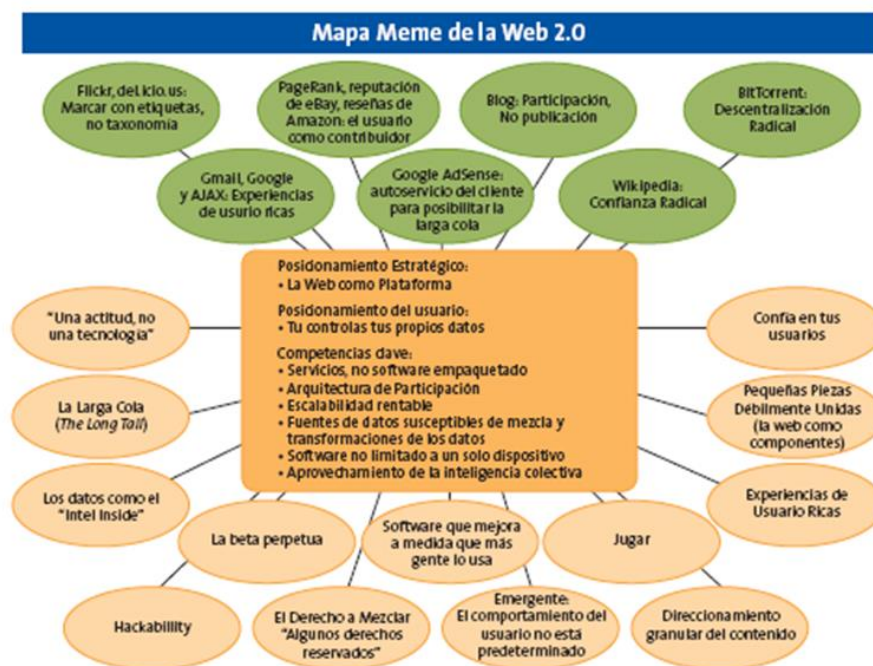 Mapa Meme de la Web 2.0
Flickr, del.icio.us:
Marcar con etiquetas,
no taxonomía
PageRank, reputación
de eBay, reseñas de
Amazon: el usuario
como contribuidor
Blog: Participación,
No publicación
BitTorrent:
Descentralización
Radical
Gmail, Google
y AJAX: Experiencias
de usurio ricas
Google AdSense:
autoservicio del cliente
para posibilitar la
larga cola
Wikipedia:
Confianza Radical
Posicionamiento Estratégico:
• La Web como Plataforma
Posicionamiento del usuario:
• Tu controlas tus propios datos
Competencias clave:
• Servicios, no software empaquetado
• Arquitectura de Participación
• Escalabilidad rentable
• Fuentes de datos susceptibles de mezcla y
transformaciones de los datos
• Software no limitado a un solo dispositivo
• Aprovechamiento de la inteligencia colectiva
"Una actitud, no
una tecnología"
Confía en tus
usuarios
La Larga Cola
(The Long Tail)
Pequeñas Piezas
Débilmente Unidas
(la web como
componentes)
Los datos como el
"Intel Inside"
Experiencias de
Usuario Ricas
La beta perpetua
Software que mejora
a medida que más
gente lo usa
Jugar
Hackabillity
El Derecho a Mezclar
"Algunos derechos
reservados"
Emergente:
El comportamiento del
usuario no está
predeterminado
Direccionamiento
granular del contenido